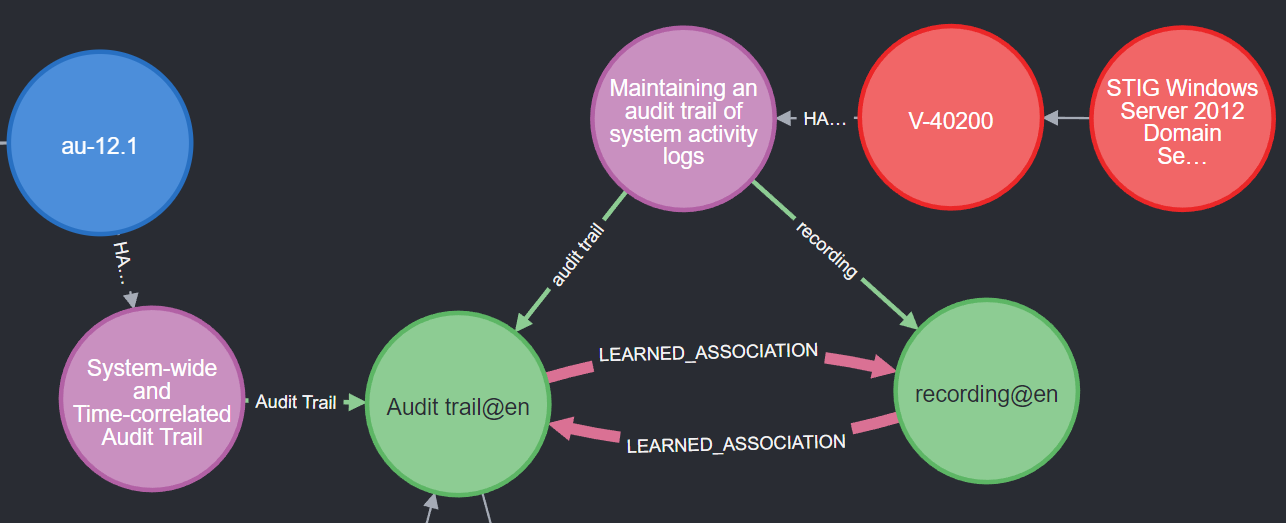 au-12.1
HA...
System-wide
and
Time-correlated
Audit Trail
Audit Trail
Audit trail@en
Maintaining an
audit trail of
system activity
logs
HA...
V-40200
STIG Windows
Server 2012
Domain
Se...
audit trail
recording
LEARNED_ASSOCIATION
LEARNED_ASSOCIATION
recording@en